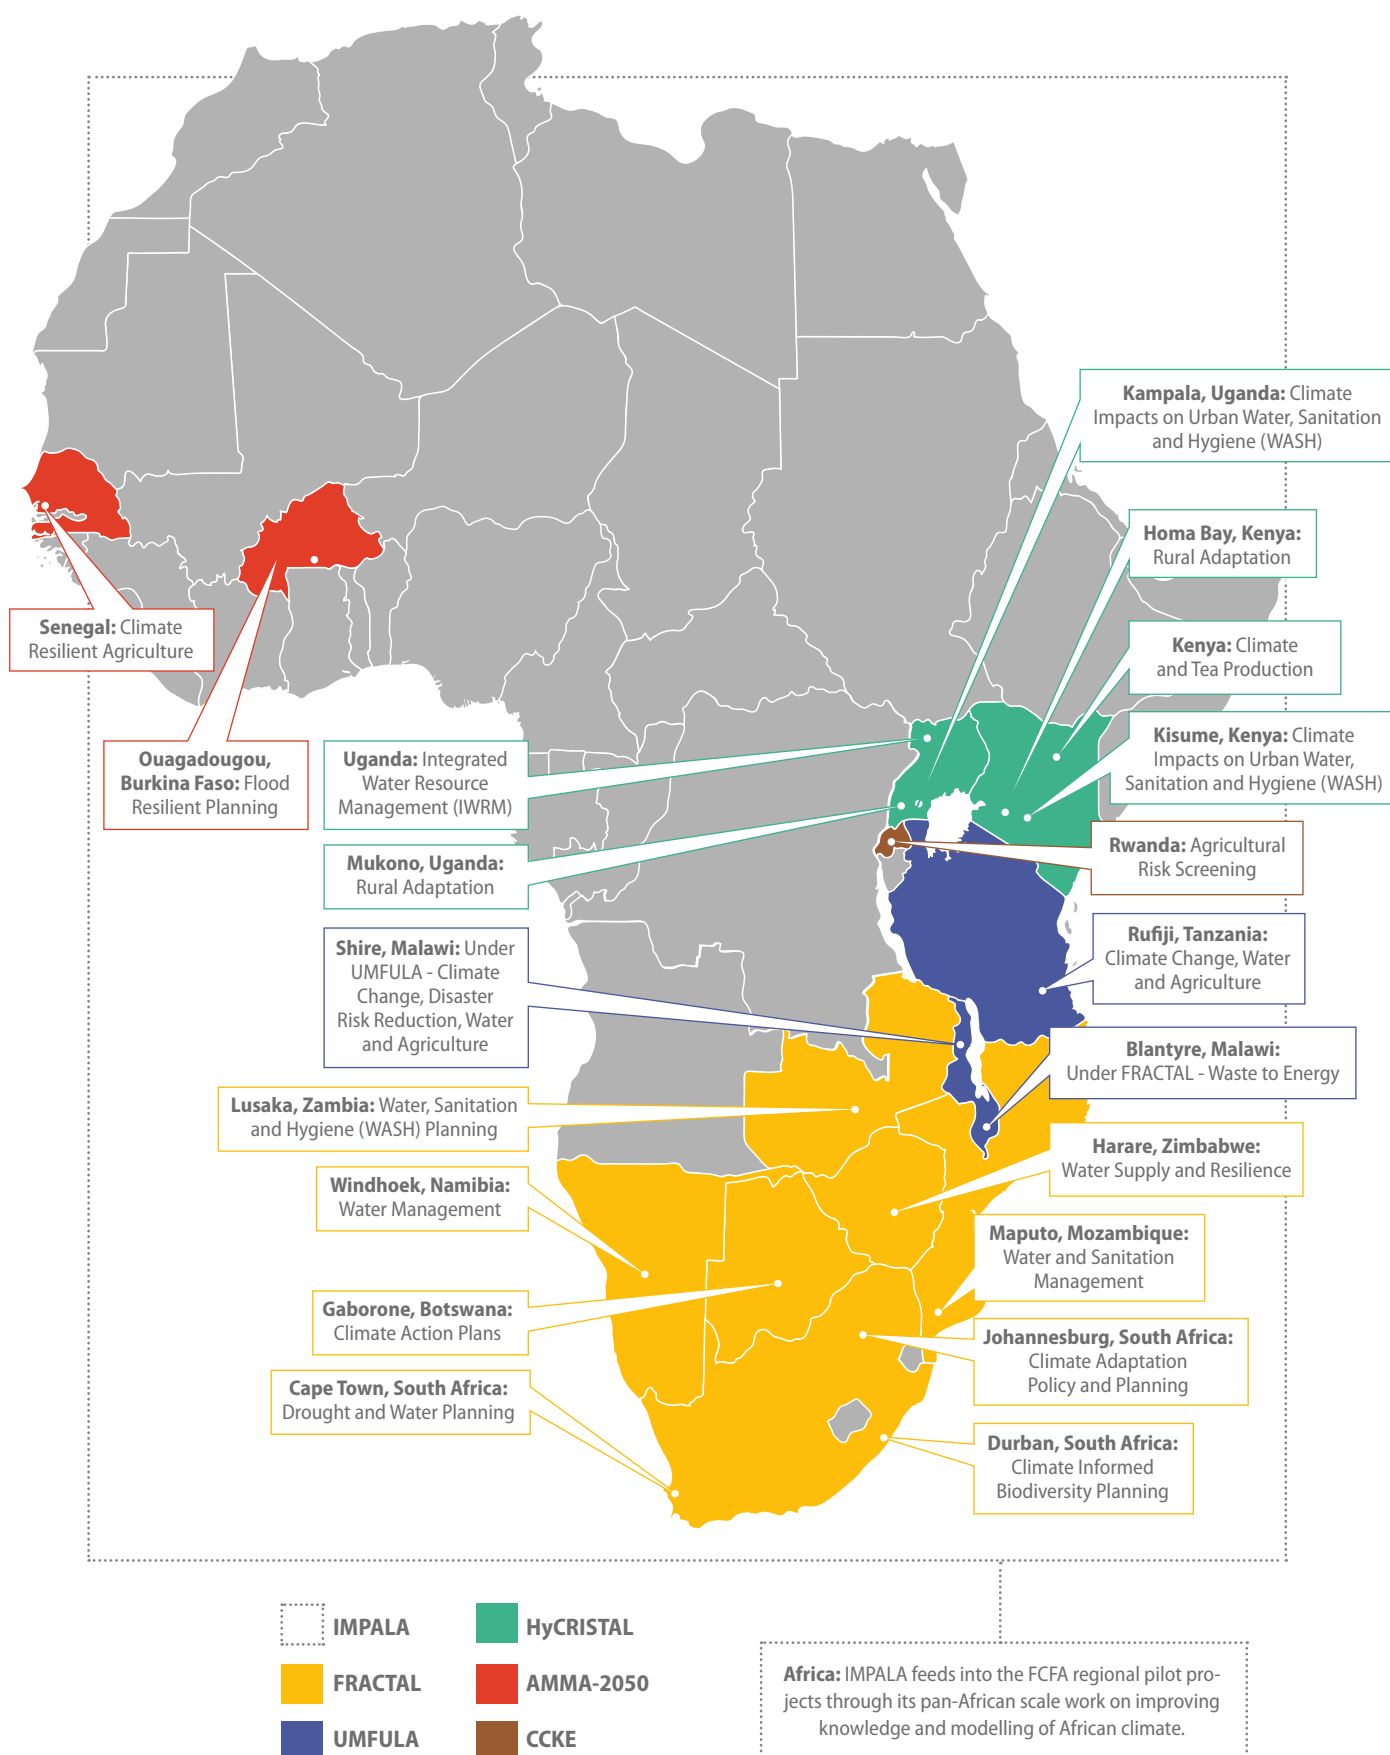 Kampala, Uganda: Climate
Impacts on Urban Water, Sanitation
and Hygiene (WASH)
Homa Bay, Kenya:
Rural Adaptation
Senegal: Climate
Resilient Agriculture
Kenya: Climate
and Tea Production
Ouagadougou,
Burkina Faso: Flood
Resilient Planning
Uganda: Integrated
Water Resource
Management (IWRM)
Kisume, Kenya: Climate
Impacts on Urban Water,
Sanitation and Hygiene (WASH)
Mukono, Uganda:
Rural Adaptation
Rwanda: Agricultural
Risk Screening
Shire, Malawi: Under
UMFULA - Climate
Change, Disaster
Risk Reduction, Water
and Agriculture
Rufiji, Tanzania:
Climate Change, Water
and Agriculture
Blantyre, Malawi:
Under FRACTAL - Waste to Energy
Lusaka, Zambia: Water, Sanitation
and Hygiene (WASH) Planning
Harare, Zimbabwe:
Water Supply and Resilience
Windhoek, Namibia:
Water Management
Maputo, Mozambique:
Water and Sanitation
Management
Gaborone, Botswana:
Climate Action Plans
Johannesburg, South Africa:
Climate Adaptation
Policy and Planning
Cape Town, South Africa:
Drought and Water Planning
Durban, South Africa:
Climate Informed
Biodiversity Planning
IMPALA
HyCRISTAL
FRACTAL
AMMA-2050
UMFULA
CCKE
Africa: IMPALA feeds into the FCFA regional pilot pro-
jects through its pan-African scale work on improving
knowledge and modelling of African climate.